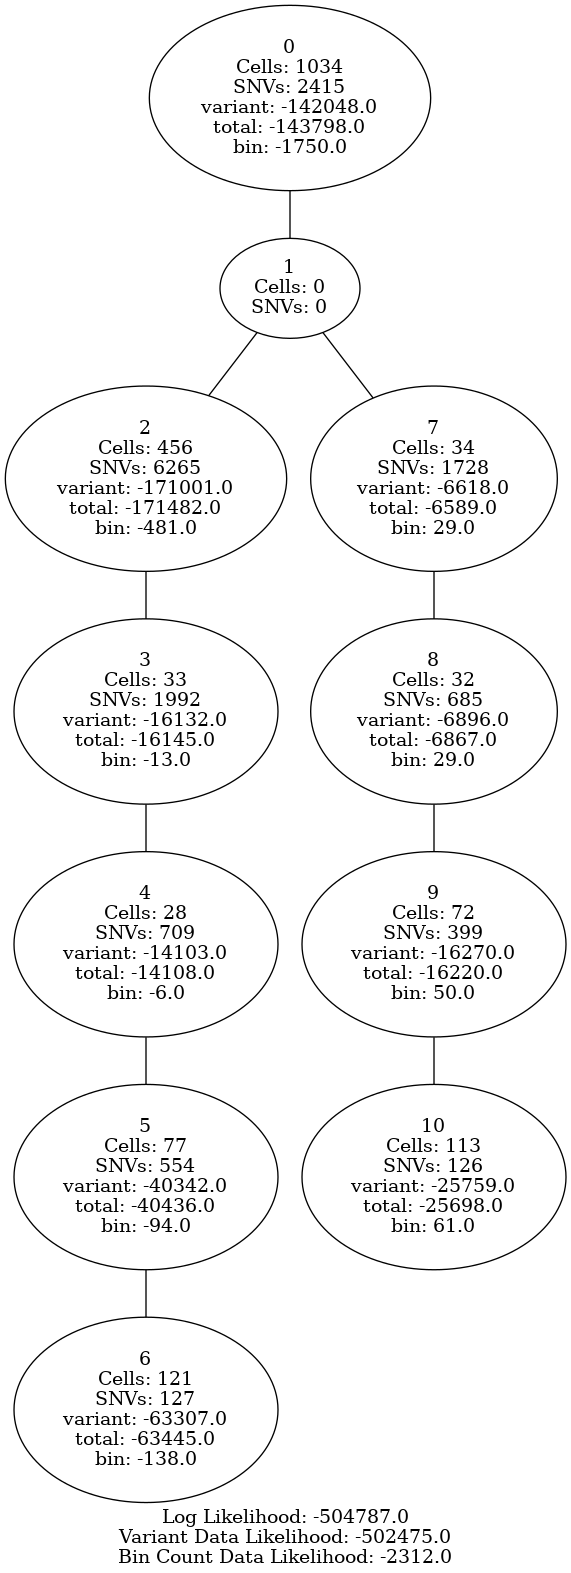 0
Cells: 1034
SNVs: 2415
variant: -142048.0
total: -143798.0
bin: -1750.0
1
Cells: 0
SNVs: 0
2
Cells: 456
SNVs: 6265
variant: -171001.0
total: -171482.0
bin: -481.0
7
Cells: 34
SNVs: 1728
variant: -6618.0
total: -6589.0
bin: 29.0
3
Cells: 33
SNVs: 1992
variant: -16132.0
total: -16145.0
bin: -13.0
8
Cells: 32
SNVs: 685
variant: -6896.0
total: -6867.0
bin: 29.0
4
Cells: 28
SNVs: 709
variant: -14103.0
total: -14108.0
bin: -6.0
9
Cells: 72
SNVs: 399
variant: -16270.0
total: -16220.0
bin: 50.0
5
Cells: 77
SNVs: 554
variant: -40342.0
total: -40436.0
bin: -94.0
10
Cells: 113
SNVs: 126
variant: -25759.0
total: -25698.0
bin: 61.0
6
Cells: 121
SNVs: 127
variant: -63307.0
total: -63445.0
bin: -138.0
Log Likelihood: -504787.0
Variant Data Likelihood: -502475.0
Bin Count Data Likelihood: -2312.0